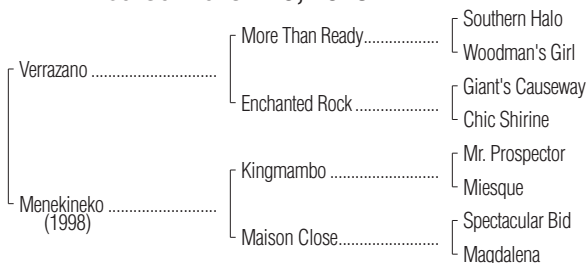 More Than Ready....................
Southern Halo
Woodman's Girl
Verrazano .................................
Enchanted Rock ......................
Giant's Causeway
Chic Shirine
Menekineko .............................
(1998)
Kingmambo .............................
Mr. Prospector
Miesque
Maison Close...........................
Spectacular Bid
Magdalena